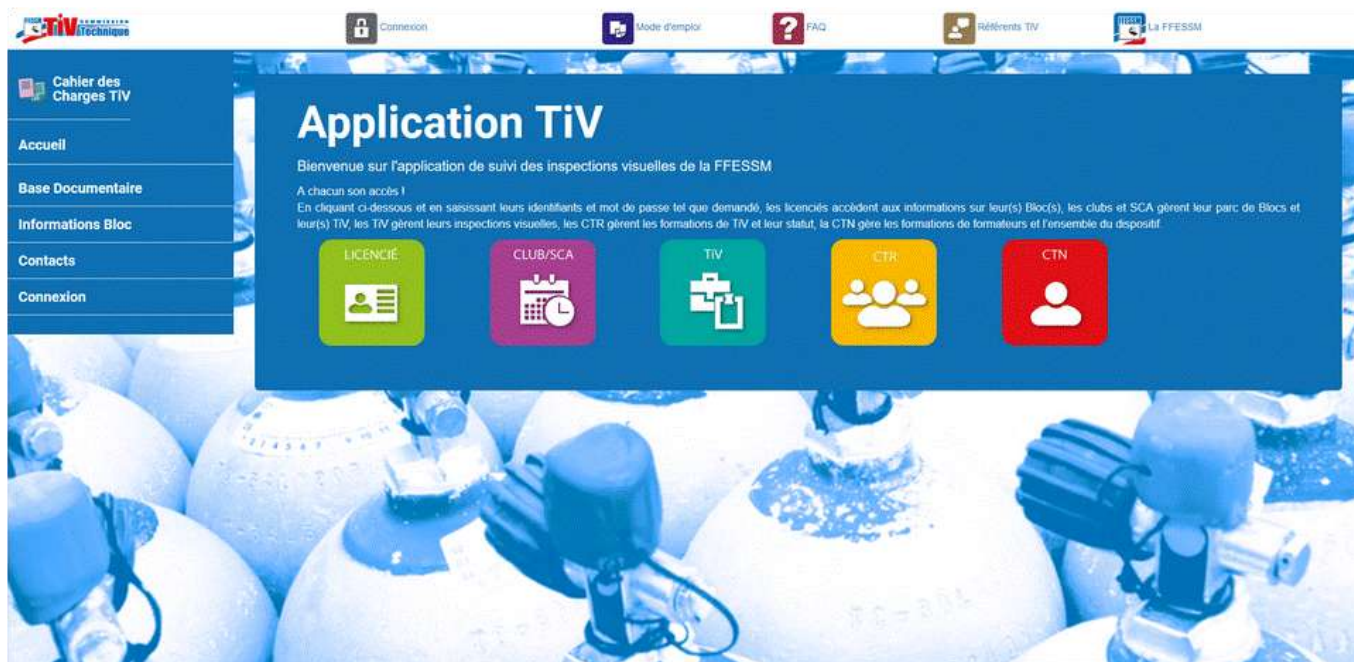 TiV COMMISSION
Technique
Connexion
Mode d'emploi
FAQ
Référents TIV
La FFESSM
Cahier des
Charges TiV
Accueil
Base Documentaire
Informations Bloc
Contacts
Connexion
Application TiV
Bienvenue sur l'application de suivi des inspections visuelles de la FFESSM
A chacun son accès !
En cliquant ci-dessous et en saisissant leurs identifiants et mot de passe tel que demandé, les licenciés accèdent aux informations sur leur(s) Bloc(s), les clubs et SCA gèrent leur parc de Blocs et
leur(s) TiV, les TiV gèrent leurs inspections visuelles, les CTR gèrent les formations de TiV et leur statut, la CTN gère les formations de formateurs et l'ensemble du dispositif.
LICENCIÉ
CLUB/SCA
TiV
CTR
CTN